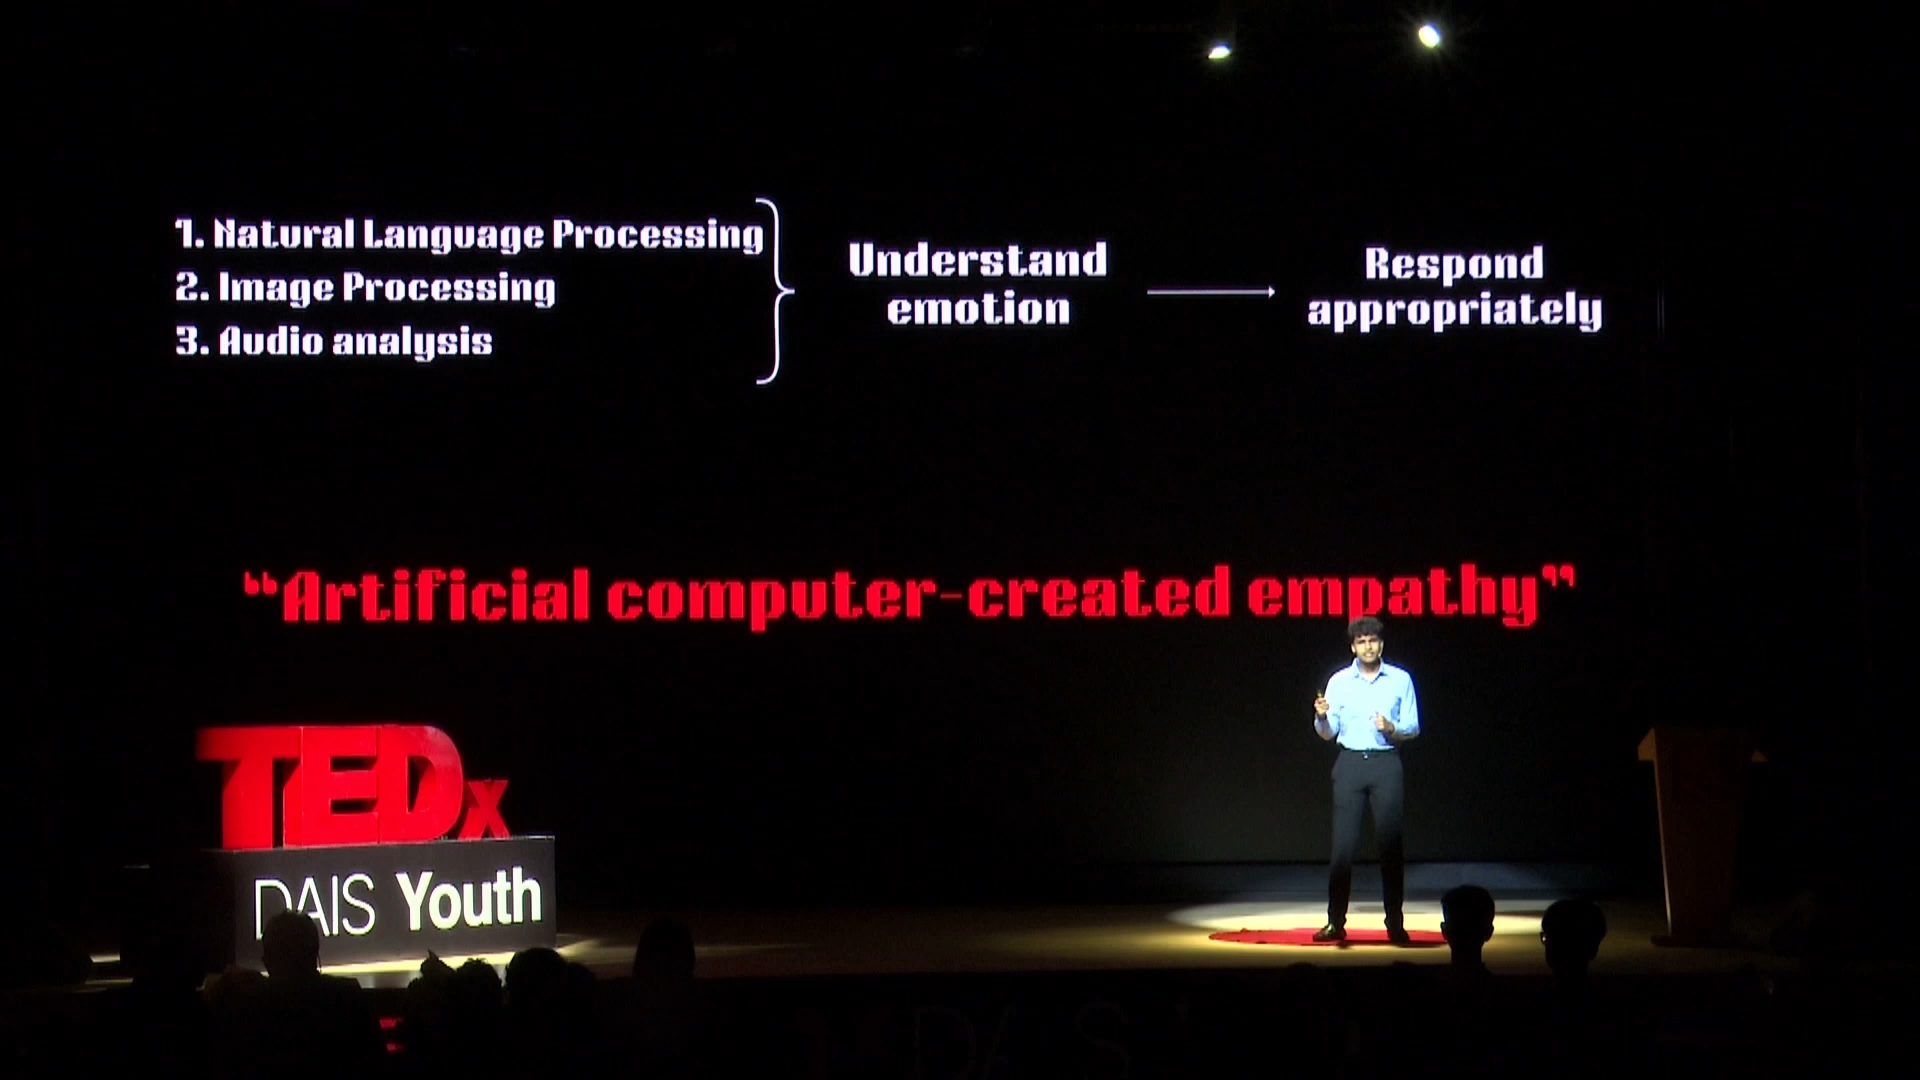 1. Natural Language Processing
2. Image Processing
3. Audio analysis
Understand
emotion
Respond
appropriately
“Artificial computer-created empathy”
TEDx
DAIS Youth